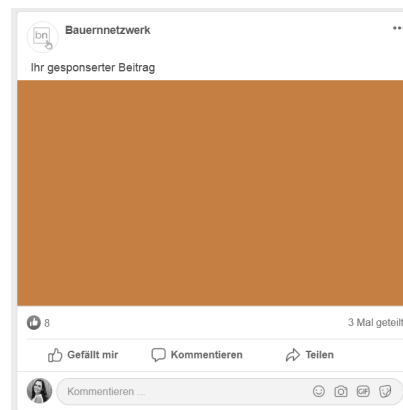 bn
Bauernnetzwerk
Ihr gesponserter Beitrag
8
3 Mal geteilt
Gefällt mir
Kommentieren
Teilen
Kommentieren ...
GIF